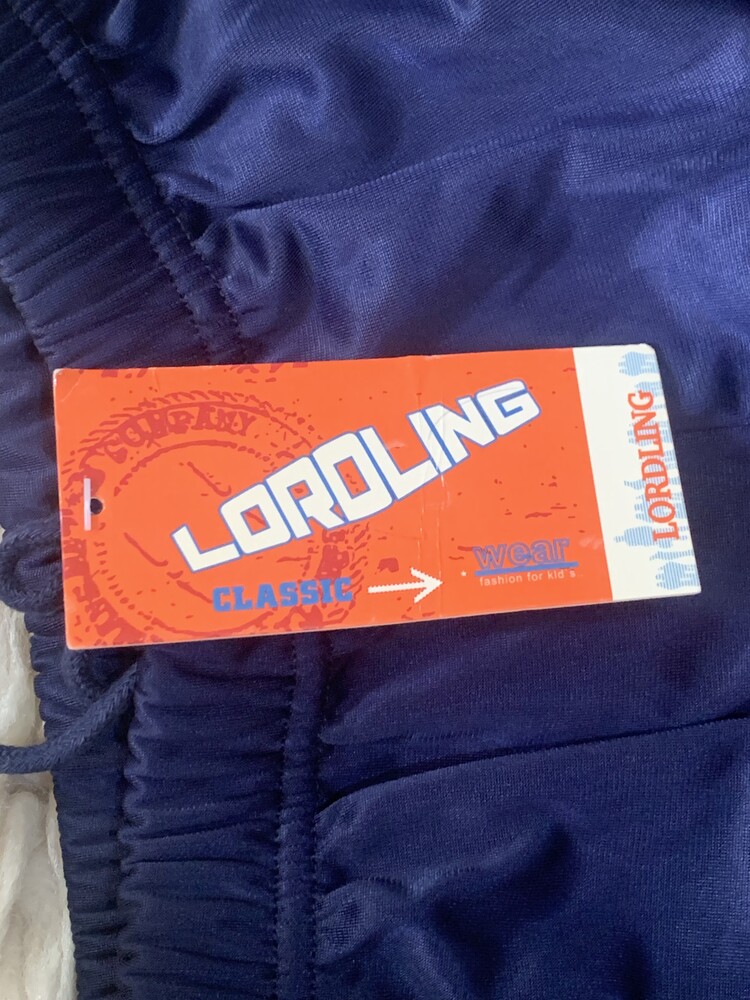 COMPANY
LORDLING
CLASSIC
wear
fashion for kid's
LORDLING